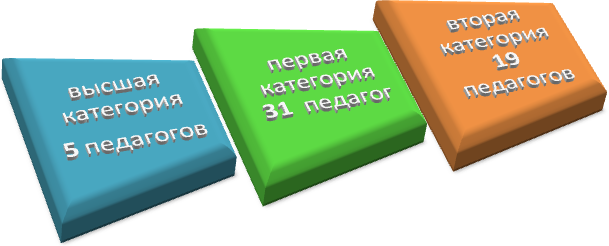 высшая
категория
5 педагогов
первая
категория
31 педагог
вторая
категория
19
педагогов